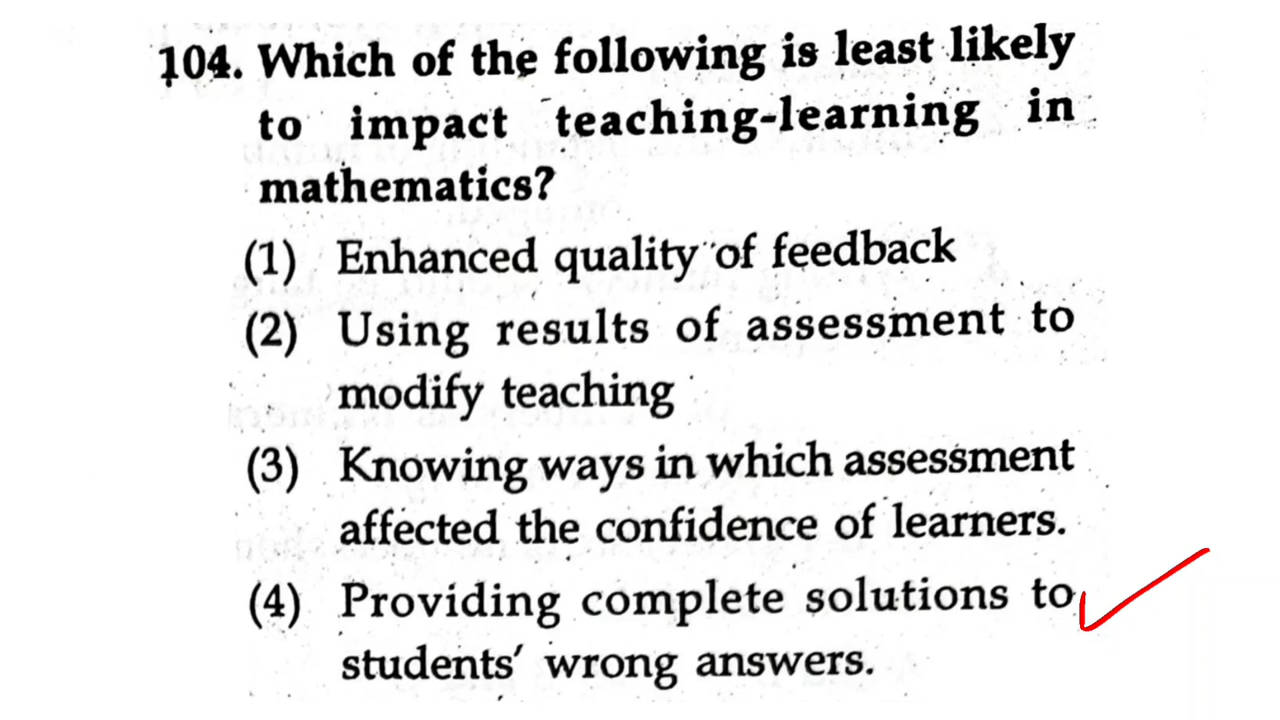 104. Which of the following is least likely
to impact teaching-learning in
mathematics?
(1) Enhanced quality of feedback
(2) Using results of assessment to
modify teaching
(3) Knowing ways in which assessment
affected the confidence of learners.
(4) Providing complete solutions to
students' wrong answers.